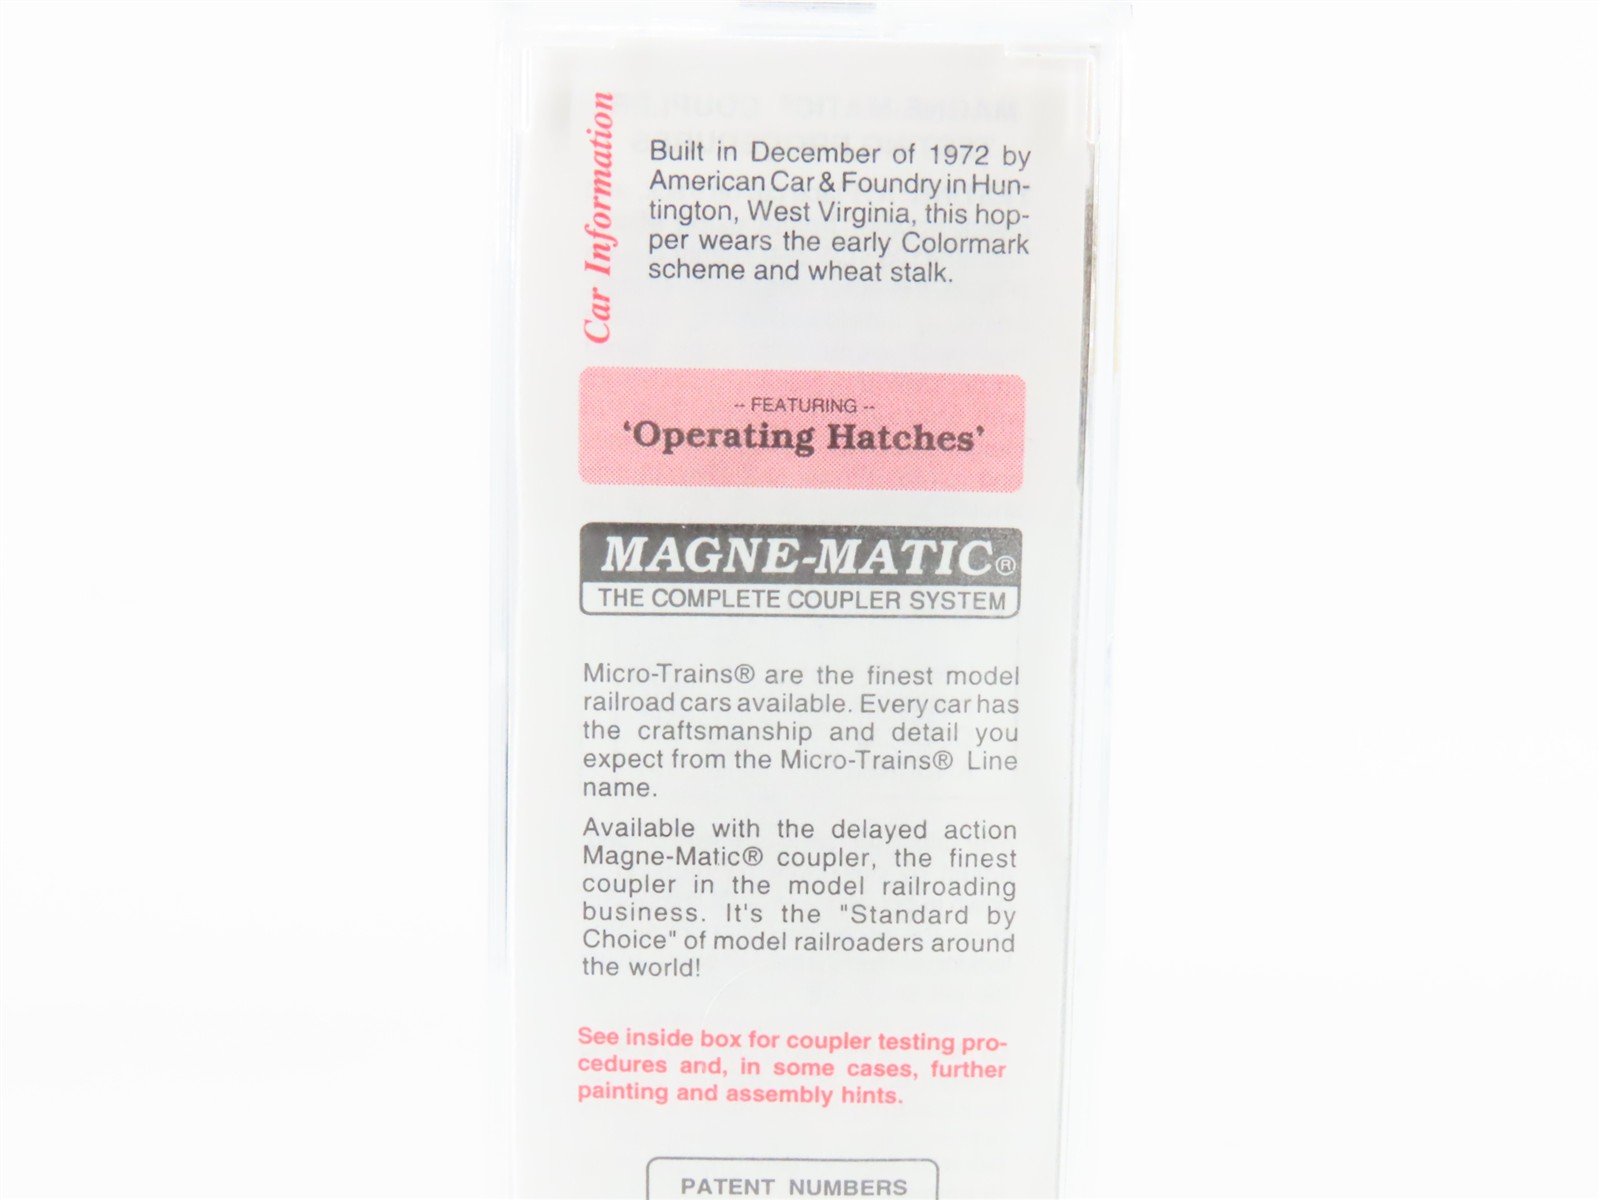 Car Information
Built in December of 1972 by
American Car & Foundry in Hun-
tington, West Virginia, this hop-
per wears the early Colormark
scheme and wheat stalk.
-- FEATURING --
‘Operating Hatches’
MAGNE-MATIC®
THE COMPLETE COUPLER SYSTEM
Micro-Trains® are the finest model
railroad cars available. Every car has
the craftsmanship and detail you
expect from the Micro-Trains® Line
name.
Available with the delayed action
Magne-Matic® coupler, the finest
coupler in the model railroading
business. It's the "Standard by
Choice" of model railroaders around
the world!
See inside box for coupler testing pro-
cedures and, in some cases, further
painting and assembly hints.
PATENT NUMBERS